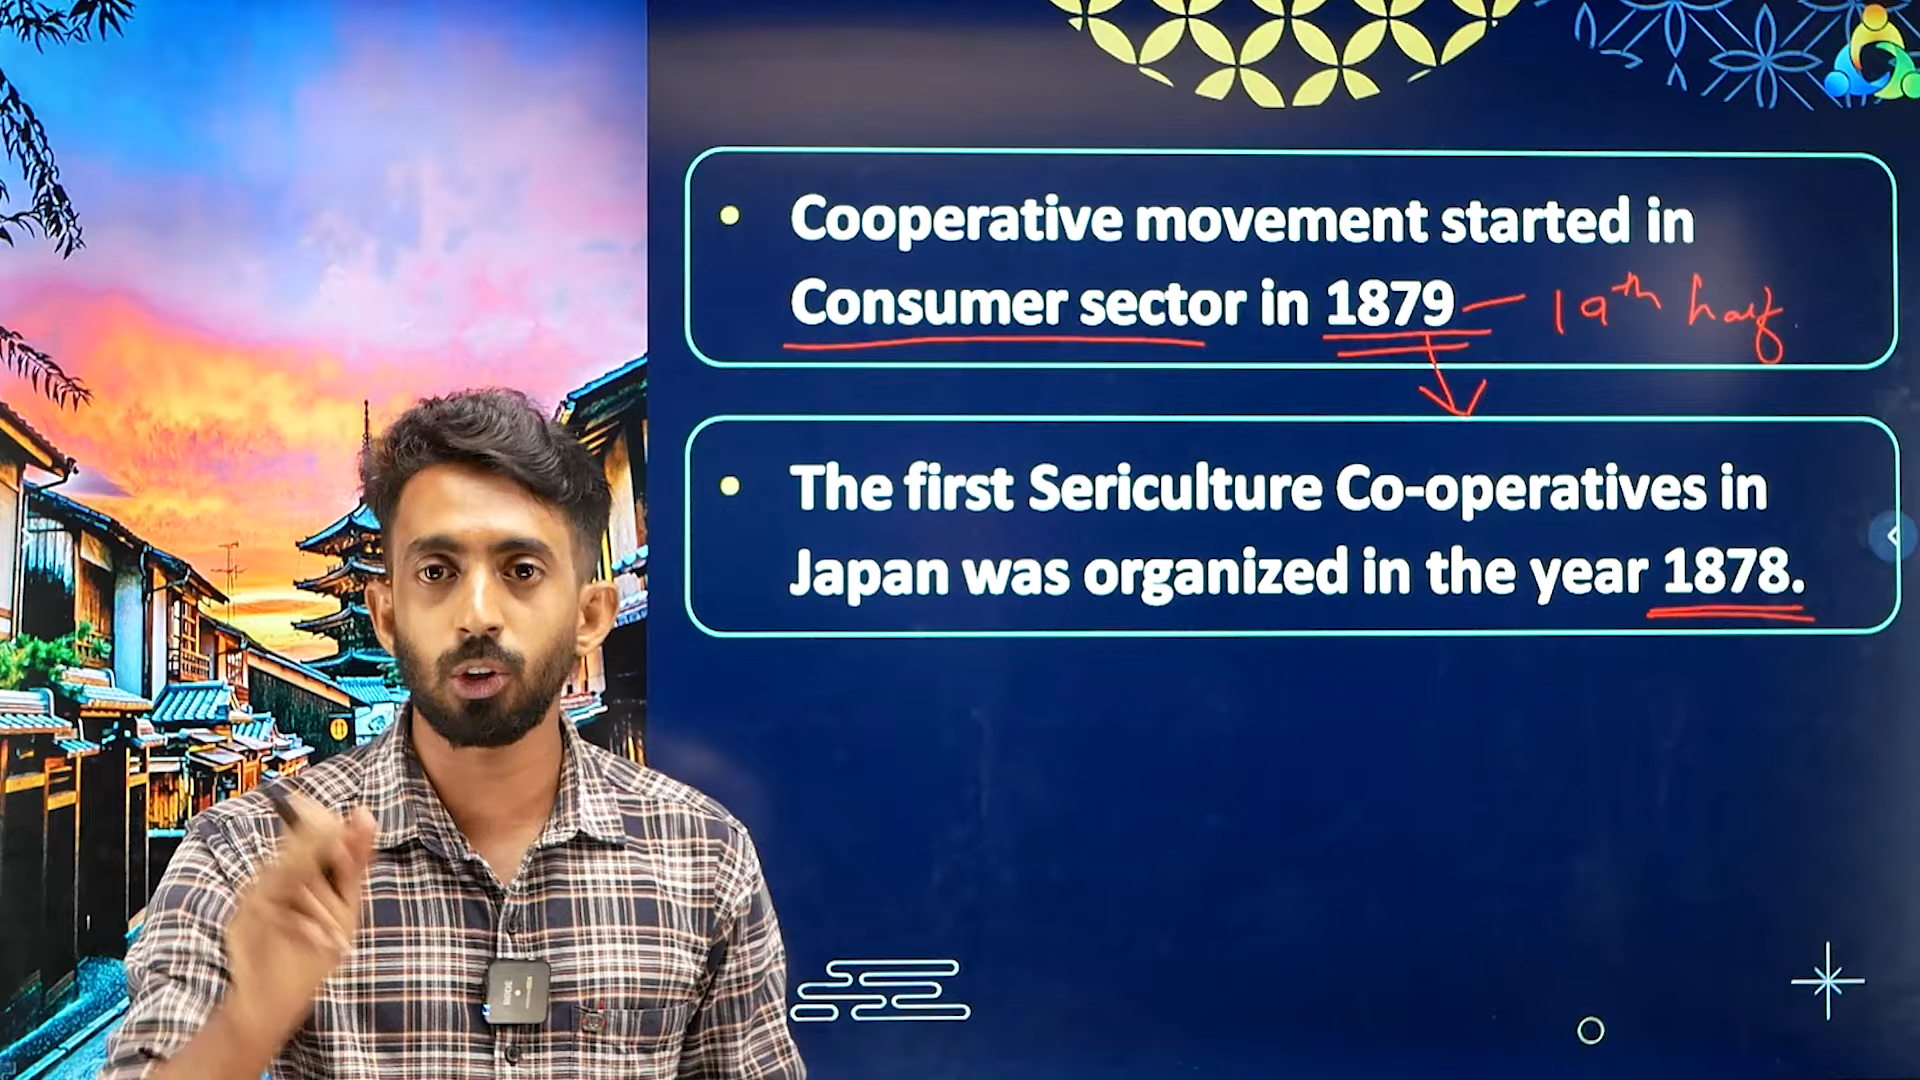 Cooperative movement started in
Consumer sector in 1879 — 19th half
The first Sericulture Co-operatives in
Japan was organized in the year 1878.